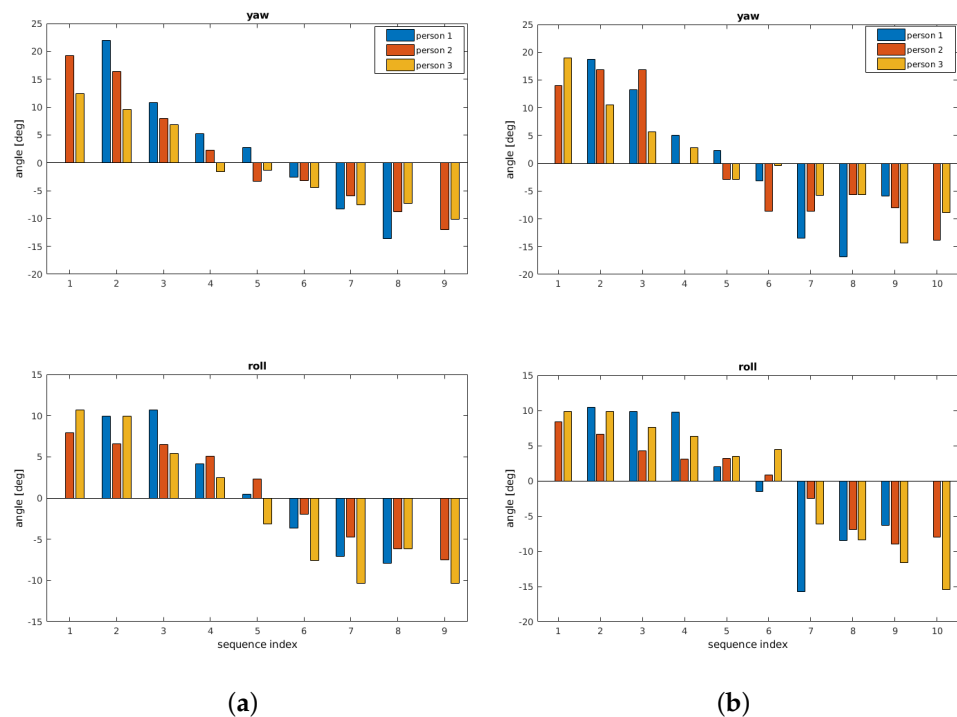 yaw
25
20
15
10
5
0
-5
-10
-15
-20
angle [deg]
person 1
person 2
person 3
1 2 3 4 5 6 7 8 9
yaw
25
20
15
10
5
0
-5
-10
-15
-20
angle [deg]
person 1
person 2
person 3
1 2 3 4 5 6 7 8 9 10
roll
15
10
5
0
-5
-10
-15
angle [deg]
1 2 3 4 5 6 7 8 9
sequence index
roll
15
10
5
0
-5
-10
-15
-20
angle [deg]
1 2 3 4 5 6 7 8 9 10
sequence index
(a)
(b)